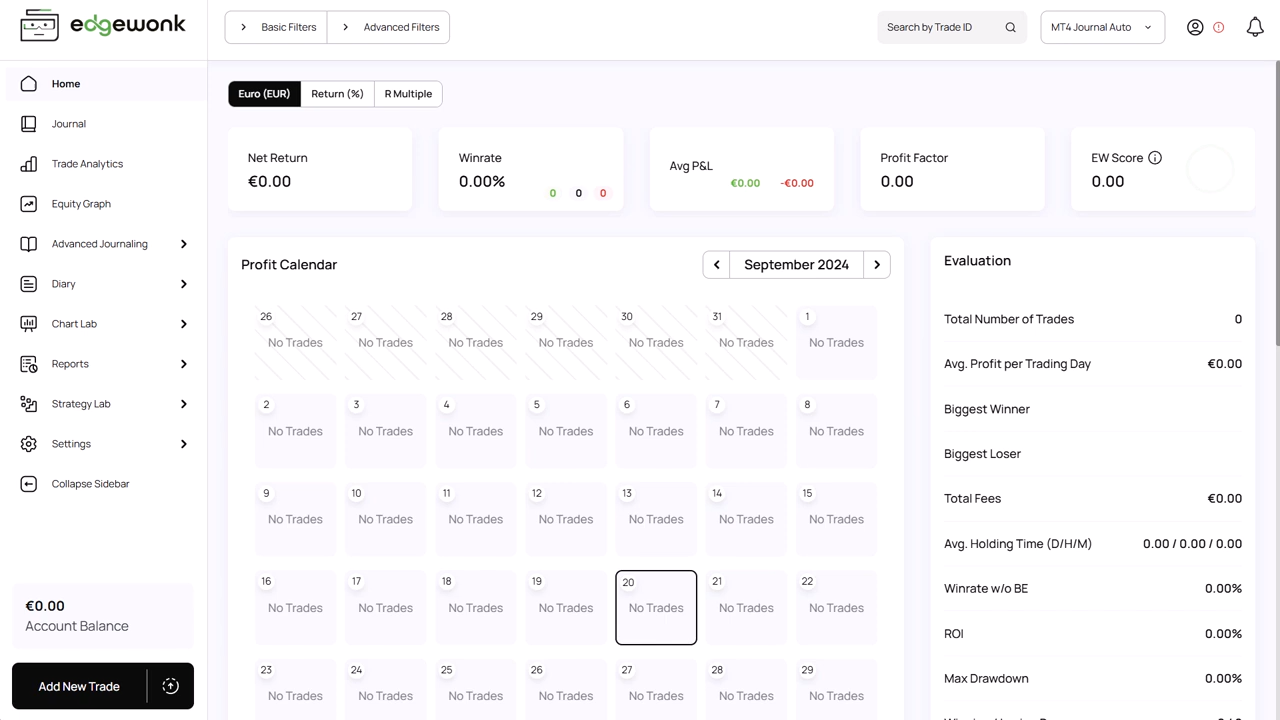 edgewonk
Basic Filters
Advanced Filters
Search by Trade ID
MT4 Journal Auto
Home
Journal
Trade Analytics
Equity Graph
Advanced Journaling
Diary
Chart Lab
Reports
Strategy Lab
Settings
Collapse Sidebar
€0.00
Account Balance
Add New Trade
Euro (EUR) Return (%) R Multiple
Net Return
€0.00
Winrate
0.00%
0 0 0
Avg P&L
€0.00 -€0.00
Profit Factor
0.00
EW Score
0.00
Profit Calendar
September 2024
26 27 28 29 30 31 1
No Trades No Trades No Trades No Trades No Trades No Trades No Trades
2 3 4 5 6 7 8
No Trades No Trades No Trades No Trades No Trades No Trades No Trades
9 10 11 12 13 14 15
No Trades No Trades No Trades No Trades No Trades No Trades No Trades
16 17 18 19 20 21 22
No Trades No Trades No Trades No Trades No Trades No Trades No Trades
23 24 25 26 27 28 29
No Trades No Trades No Trades No Trades No Trades No Trades No Trades
Evaluation
Total Number of Trades 0
Avg. Profit per Trading Day €0.00
Biggest Winner
Biggest Loser
Total Fees €0.00
Avg. Holding Time (D/H/M) 0.00 / 0.00 / 0.00
Winrate w/o BE 0.00%
ROI 0.00%
Max Drawdown 0.00%